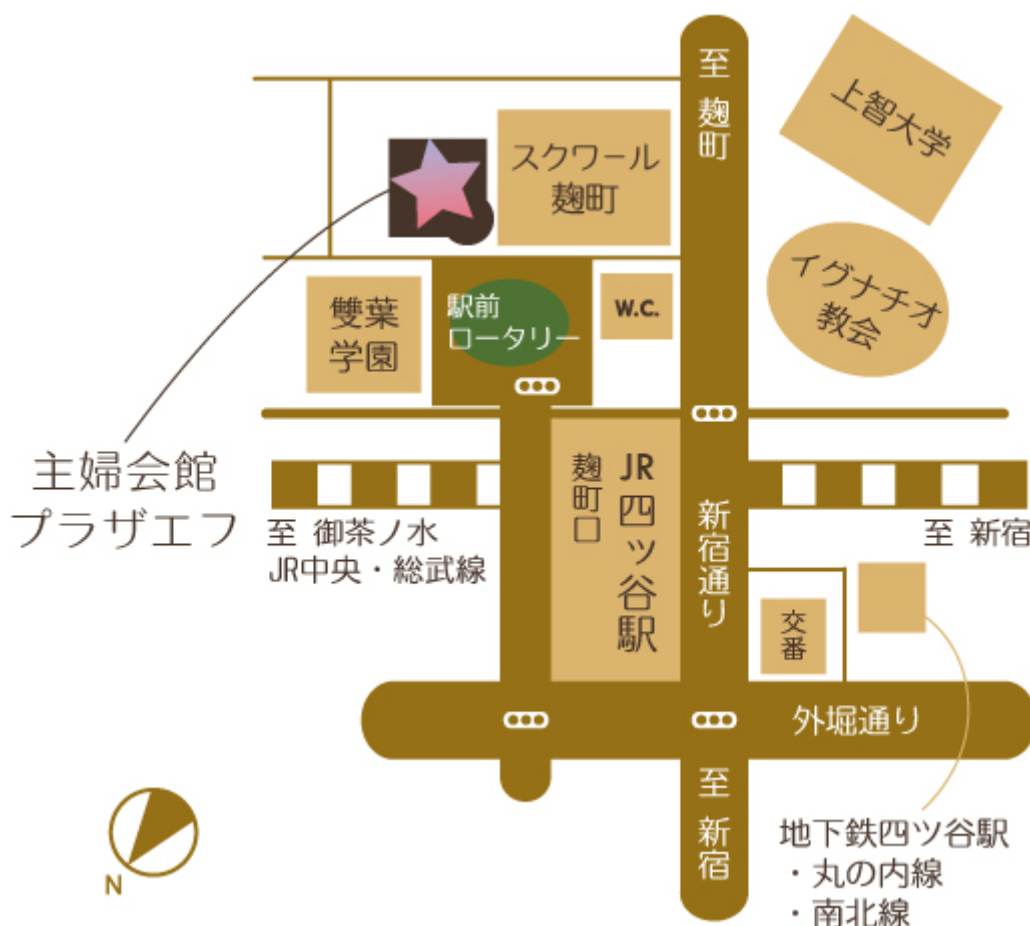 至 麹町
上智大学
スクワール
麹町
イグナチオ
教会
雙葉
学園
駅前
ロータリー
W.C.
主婦会館
プラザエフ
至 御茶ノ水
JR中央・総武線
麹町口
JR四ツ谷駅
新宿通り
至 新宿
交番
外堀通り
至 新宿
地下鉄四ツ谷駅
・丸の内線
・南北線
N